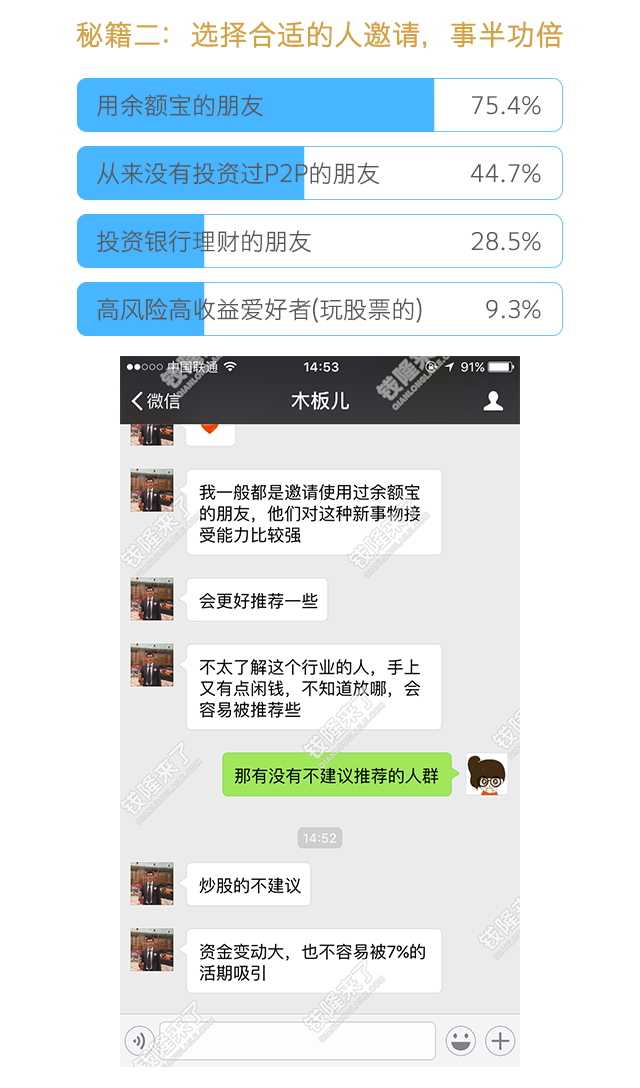 秘籍二：选择合适的人邀请，事半功倍
用余额宝的朋友 75.4%
从来没有投资过P2P的朋友 44.7%
投资银行理财的朋友 28.5%
高风险高收益爱好者(玩股票的) 9.3%
中国联通 14:53 91%
微信 木板儿
我一般都是邀请使用过余额宝
的朋友，他们对这种新事物接
受能力比较强
会更好推荐一些
不太了解这个行业的人，手上
又有点闲钱，不知道放哪，会
容易被推荐些
那有没有不建议推荐的人群
14:52
炒股的不建议
资金变动大，也不容易被7%的
活期吸引
钱隆来了
QIANLONGLAILE.COM